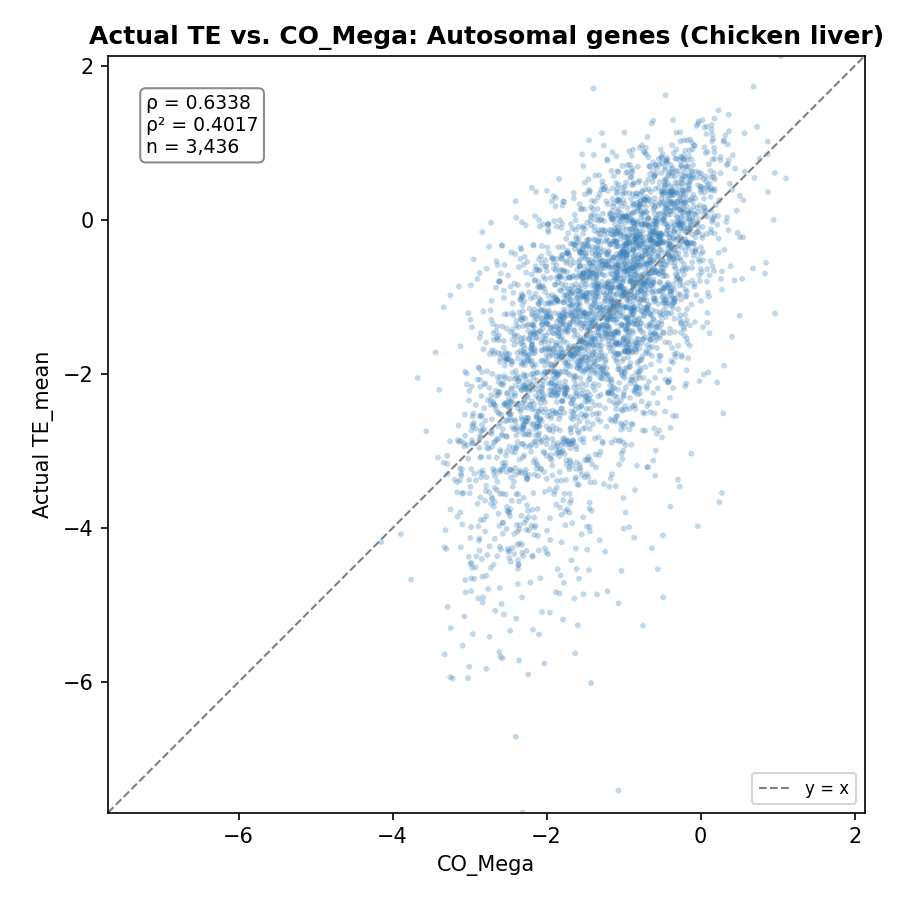 Actual TE vs. CO_Mega: Autosomal genes (Chicken liver)
ρ = 0.6338
ρ² = 0.4017
n = 3,436
2
0
−2
−4
−6
Actual TE_mean
y = x
−6
−4
−2
0
2
CO_Mega